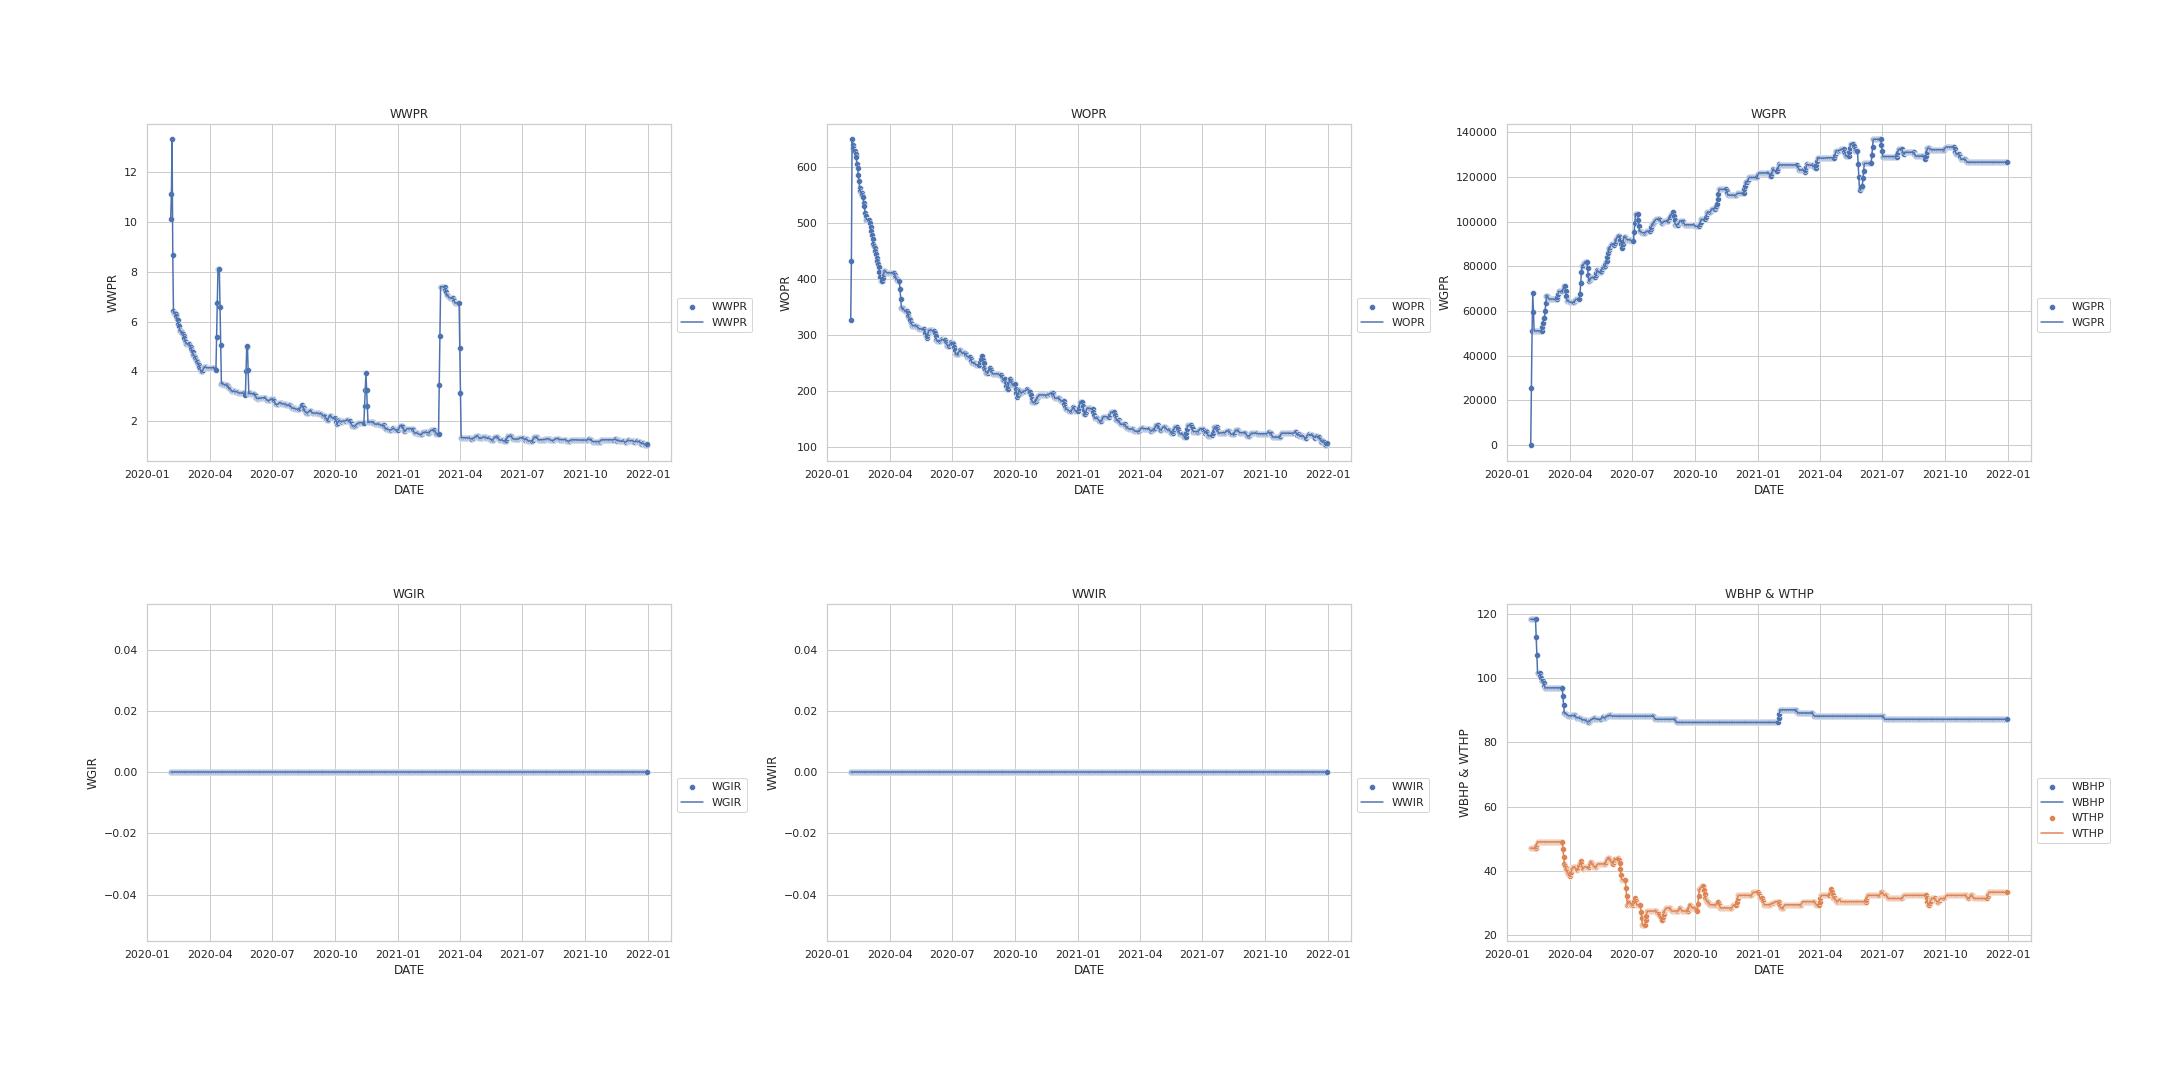 WWPR
WWPR
12
10
8
6
4
2
2020-01 2020-04 2020-07 2020-10 2021-01 2021-04 2021-07 2021-10 2022-01
DATE
WWPR
WWPR
WOPR
WOPR
600
500
400
300
200
100
2020-01 2020-04 2020-07 2020-10 2021-01 2021-04 2021-07 2021-10 2022-01
DATE
WOPR
WOPR
WGPR
WGPR
140000
120000
100000
80000
60000
40000
20000
0
2020-01 2020-04 2020-07 2020-10 2021-01 2021-04 2021-07 2021-10 2022-01
DATE
WGPR
WGPR
WGIR
WGIR
0.04
0.02
0.00
−0.02
−0.04
2020-01 2020-04 2020-07 2020-10 2021-01 2021-04 2021-07 2021-10 2022-01
DATE
WGIR
WGIR
WWIR
WWIR
0.04
0.02
0.00
−0.02
−0.04
2020-01 2020-04 2020-07 2020-10 2021-01 2021-04 2021-07 2021-10 2022-01
DATE
WWIR
WWIR
WBHP & WTHP
WBHP & WTHP
120
100
80
60
40
20
2020-01 2020-04 2020-07 2020-10 2021-01 2021-04 2021-07 2021-10 2022-01
DATE
WBHP
WBHP
WTHP
WTHP